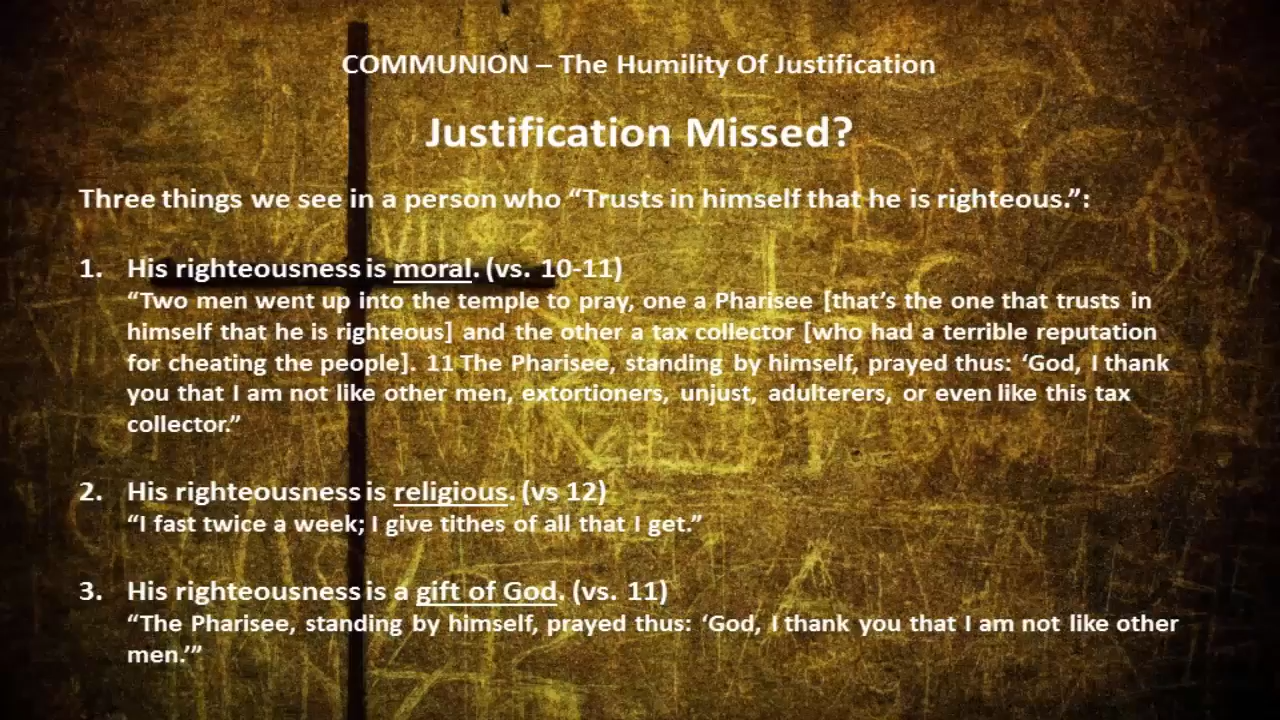 COMMUNION – The Humility Of Justification
Justification Missed?
Three things we see in a person who “Trusts in himself that he is righteous.”:
1. His righteousness is moral. (vs. 10-11)
“Two men went up into the temple to pray, one a Pharisee [that’s the one that trusts in
himself that he is righteous] and the other a tax collector [who had a terrible reputation
for cheating the people]. 11 The Pharisee, standing by himself, prayed thus: ‘God, I thank
you that I am not like other men, extortioners, unjust, adulterers, or even like this tax
collector.”
2. His righteousness is religious. (vs 12)
“I fast twice a week; I give tithes of all that I get.”
3. His righteousness is a gift of God. (vs. 11)
“The Pharisee, standing by himself, prayed thus: ‘God, I thank you that I am not like other
men.’”